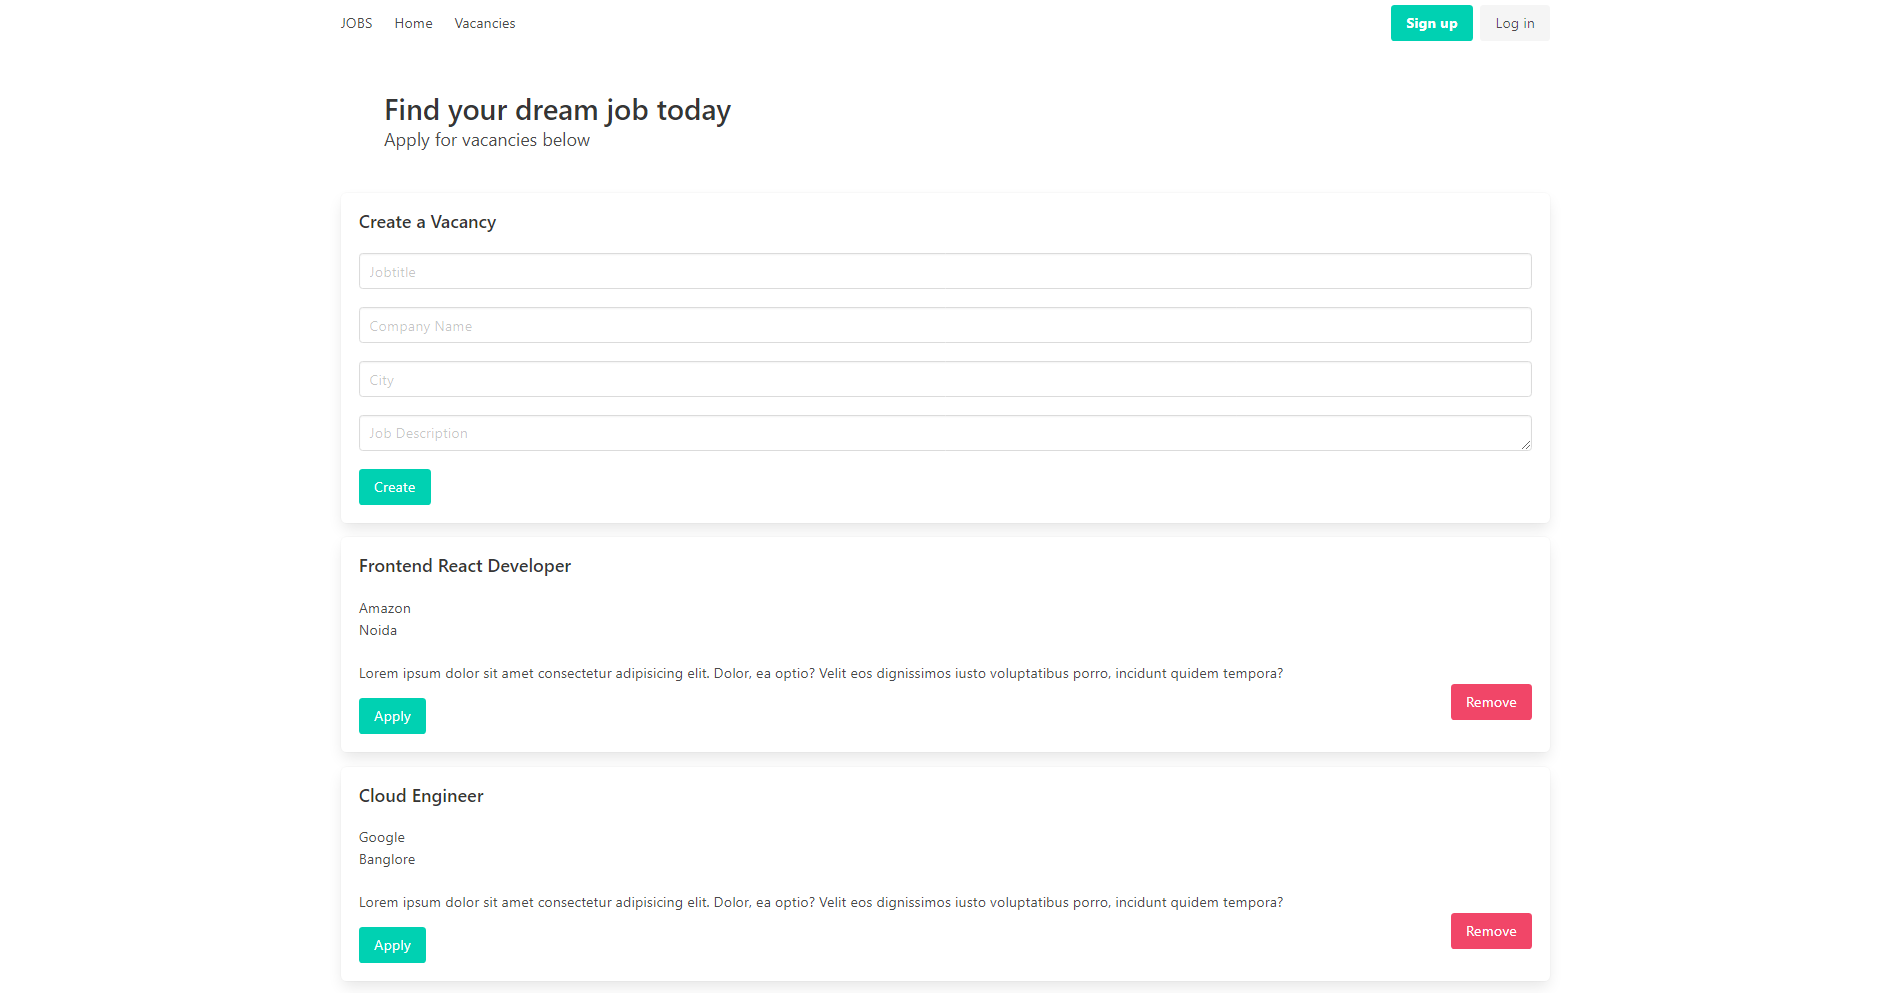 JOBS Home Vacancies Sign up Log in
Find your dream job today
Apply for vacancies below
Create a Vacancy
Jobtitle
Company Name
City
Job Description
Create
Frontend React Developer
Amazon
Noida
Lorem ipsum dolor sit amet consectetur adipisicing elit. Dolor, ea optio? Velit eos dignissimos iusto voluptatibus porro, incidunt quidem tempora?
Remove
Apply
Cloud Engineer
Google
Banglore
Lorem ipsum dolor sit amet consectetur adipisicing elit. Dolor, ea optio? Velit eos dignissimos iusto voluptatibus porro, incidunt quidem tempora?
Remove
Apply